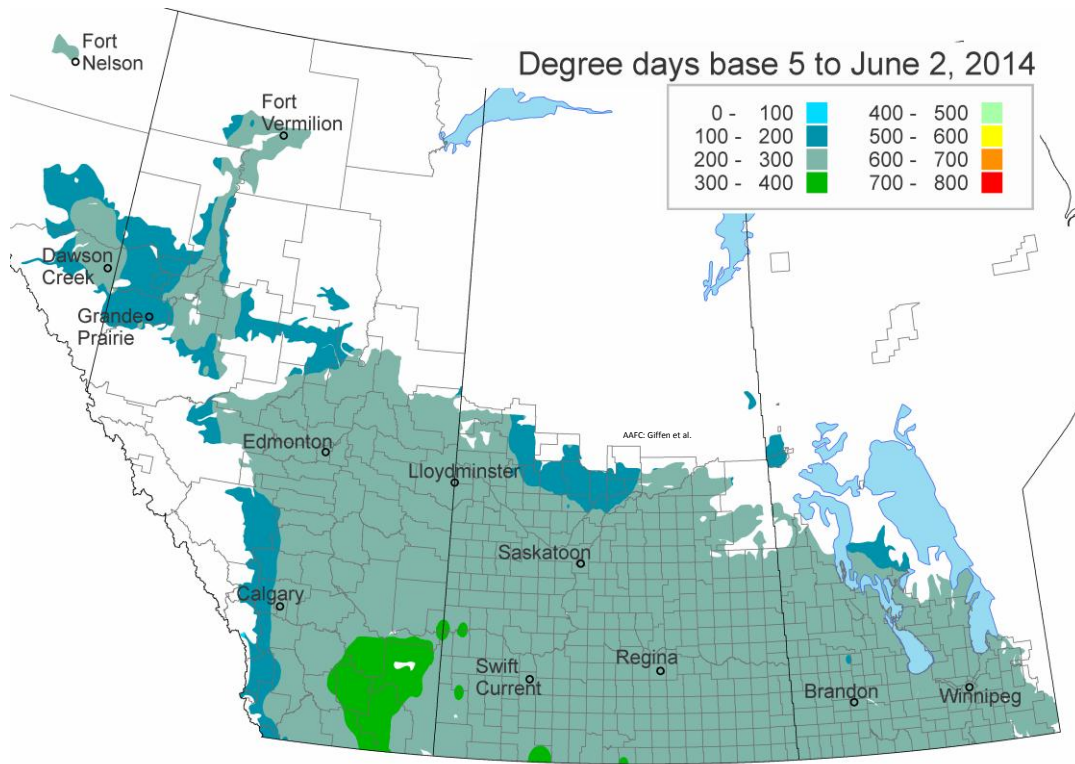 Fort
Nelson
Degree days base 5 to June 2, 2014
0 - 100
400 - 500
100 - 200
500 - 600
200 - 300
600 - 700
300 - 400
700 - 800
Fort
Vermilion
Dawson
Creek
Grande
Prairie
AAFC: Giffen et al.
Edmonton
Lloydminster
Saskatoon
Calgary
Swift
Current
Regina
Brandon
Winnipeg